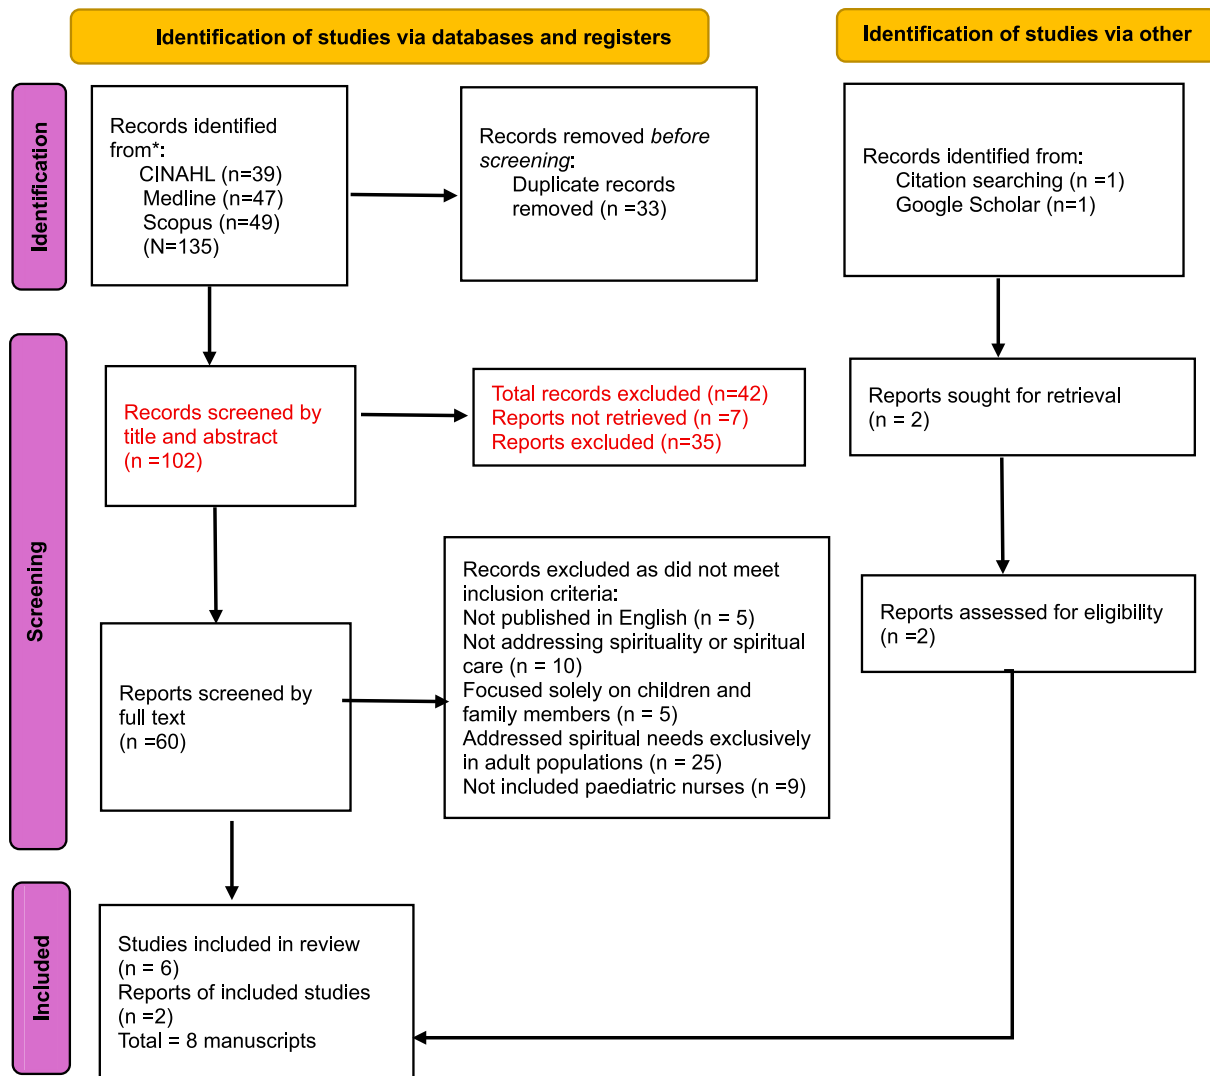 Identification of studies via databases and registers
Identification of studies via other
Identification
Records identified
from*:
CINAHL (n=39)
Medline (n=47)
Scopus (n=49)
(N=135)
Records removed before
screening:
Duplicate records
removed (n =33)
Records identified from:
Citation searching (n =1)
Google Scholar (n=1)
Screening
Records screened by
title and abstract
(n =102)
Total records excluded (n=42)
Reports not retrieved (n =7)
Reports excluded (n=35)
Reports sought for retrieval
(n = 2)
Reports screened by
full text
(n =60)
Records excluded as did not meet
inclusion criteria:
Not published in English (n = 5)
Not addressing spirituality or spiritual
care (n = 10)
Focused solely on children and
family members (n = 5)
Addressed spiritual needs exclusively
in adult populations (n = 25)
Not included paediatric nurses (n =9)
Reports assessed for eligibility
(n =2)
Included
Studies included in review
(n = 6)
Reports of included studies
(n =2)
Total = 8 manuscripts